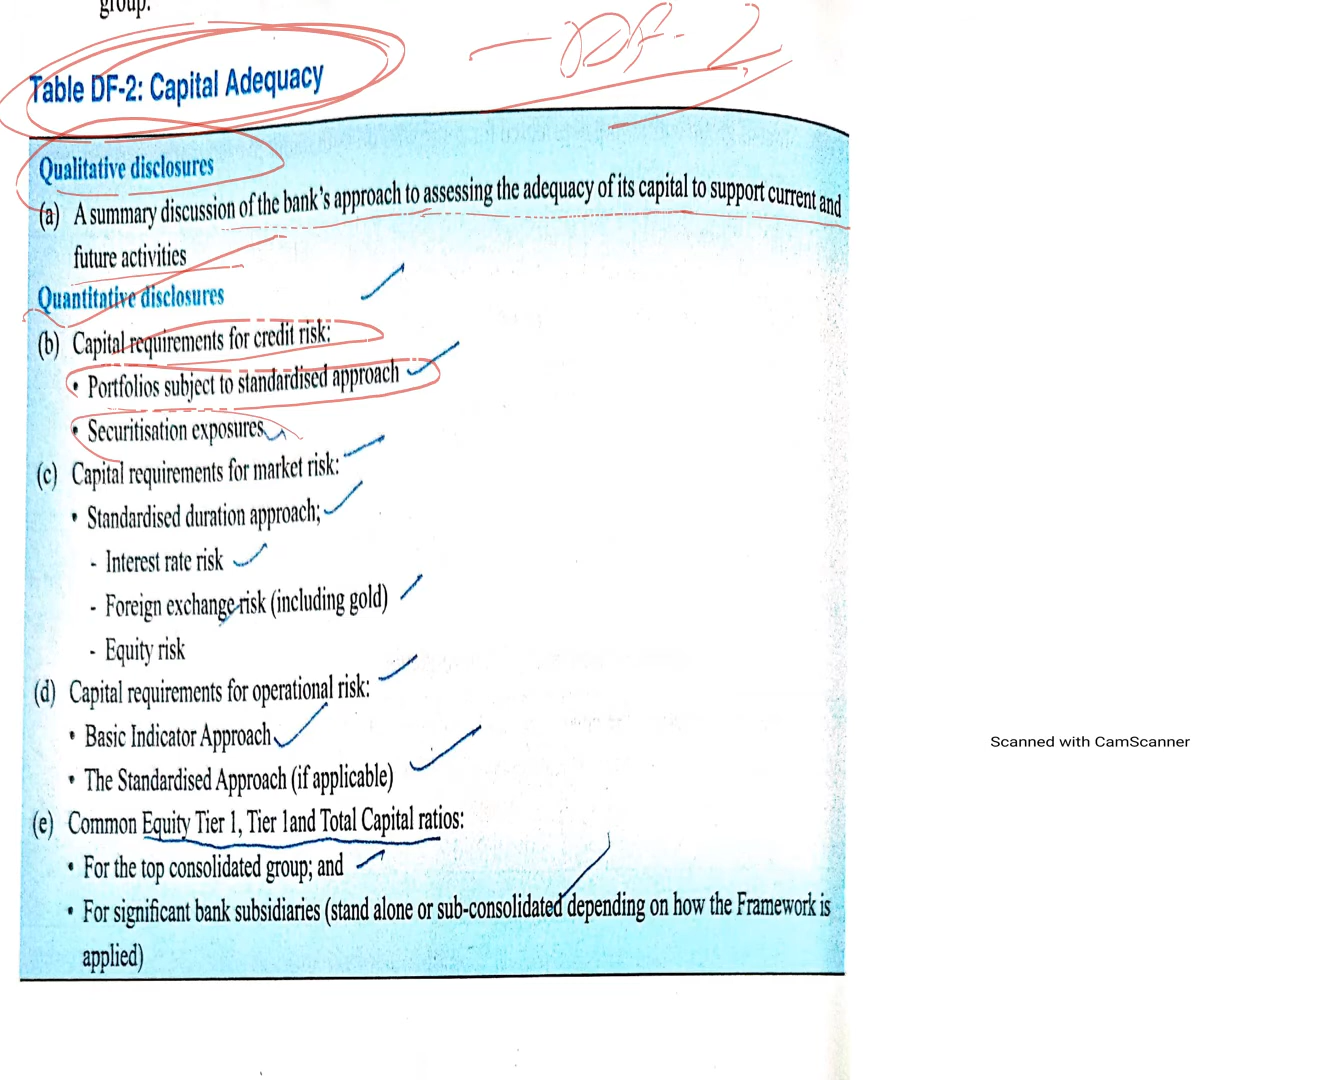 group.
- DF-2
Table DF-2: Capital Adequacy
Qualitative disclosures
(a) A summary discussion of the bank's approach to assessing the adequacy of its capital to support current and
future activities
Quantitative disclosures
(b) Capital requirements for credit risk:
• Portfolios subject to standardised approach
• Securitisation exposures
(c) Capital requirements for market risk:
• Standardised duration approach;
- Interest rate risk
- Foreign exchange risk (including gold)
- Equity risk
(d) Capital requirements for operational risk:
• Basic Indicator Approach
• The Standardised Approach (if applicable)
(e) Common Equity Tier 1, Tier 1and Total Capital ratios:
• For the top consolidated group; and
• For significant bank subsidiaries (stand alone or sub-consolidated depending on how the Framework is
applied)
Scanned with CamScanner